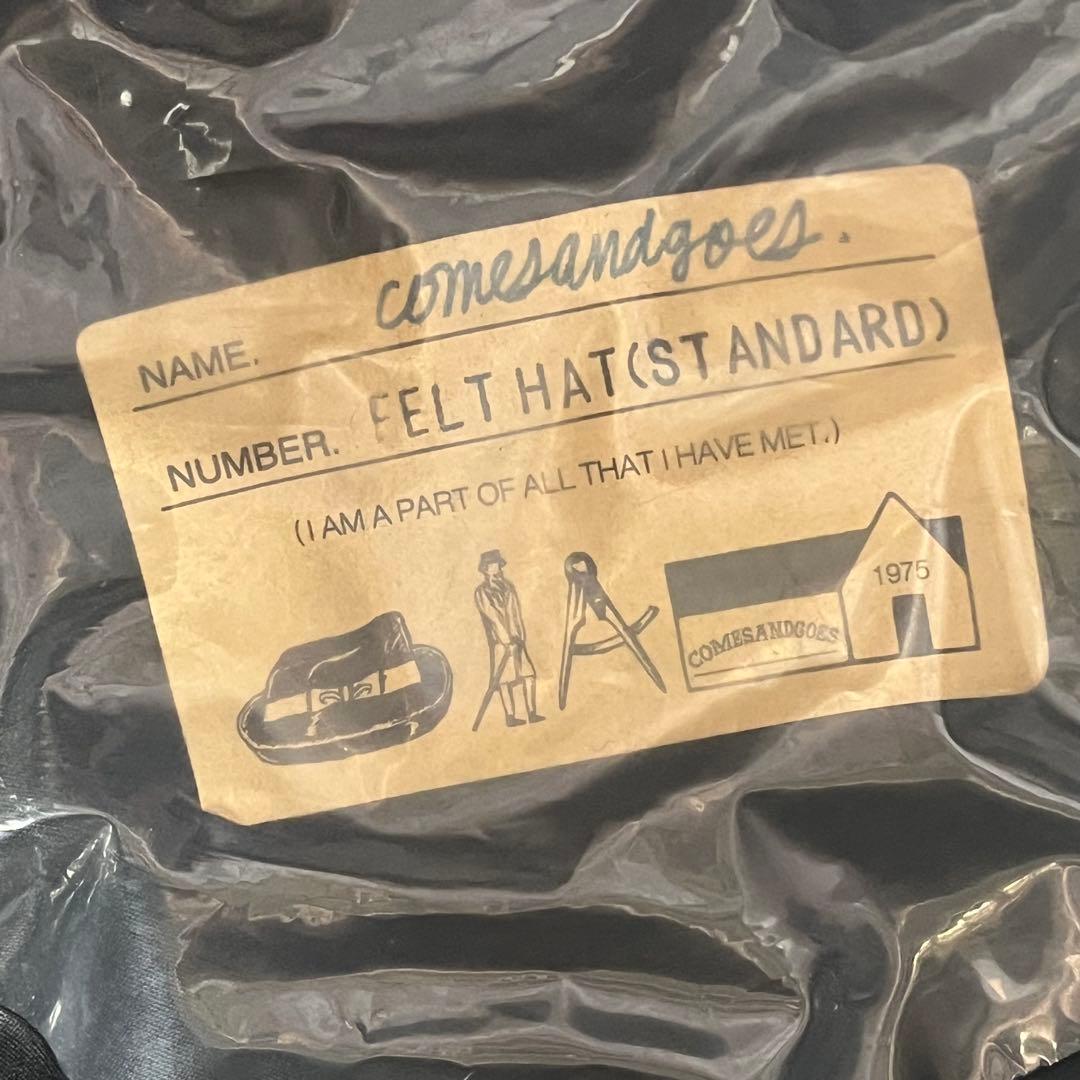 NAME. comesandgoes.
NUMBER. FELT HAT(STANDARD)
(I AM A PART OF ALL THAT I HAVE MET.)
1975
COMESANDGOES